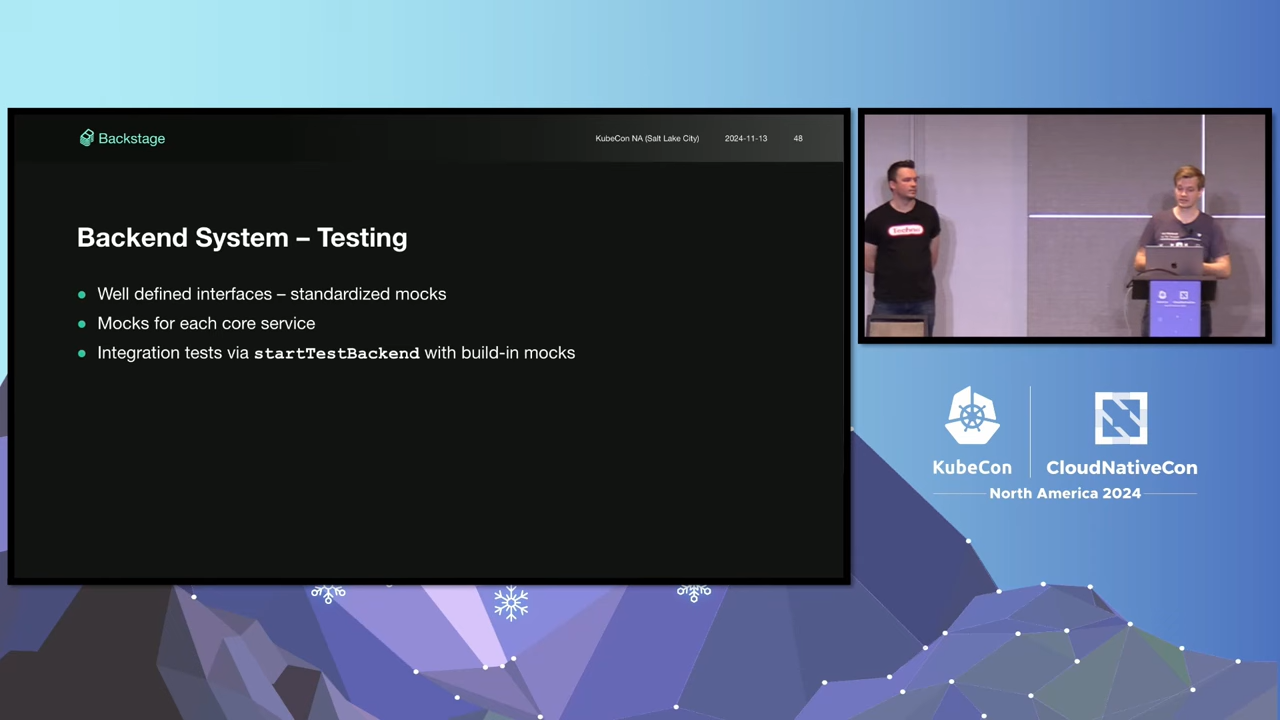 Backstage
KubeCon NA (Salt Lake City) 2024-11-13 48
Backend System – Testing
Well defined interfaces – standardized mocks
Mocks for each core service
Integration tests via startTestBackend with build-in mocks
KubeCon
CloudNativeCon
North America 2024